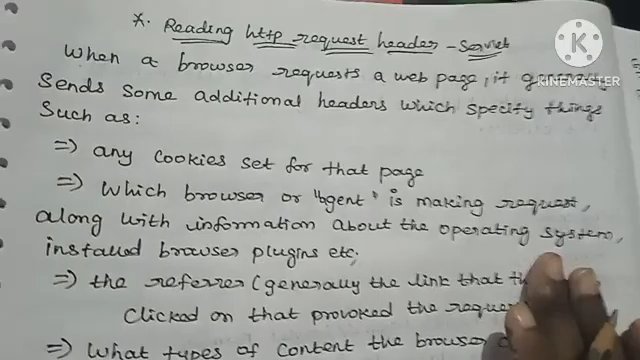 *. Reading http request header - Servlet
When a browser requests a web page, it
KINEMASTER
sends some additional headers which specify things
such as:
=) any cookies set for that page
=) which browser or "agent" is making request,
along with information about the operating system,
installed browser plugins etc.
=) the referrer (generally the link that
clicked on that provoked the
=) What types of content the browser